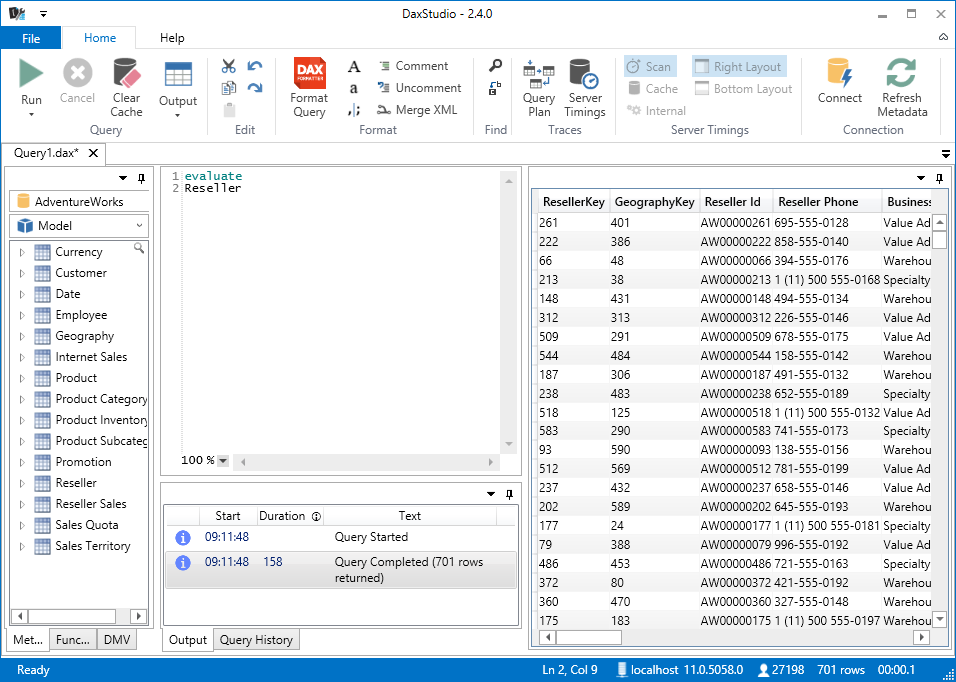 DaxStudio - 2.4.0
File Home Help
Run Cancel Clear Cache Output
Query
Edit
DAX FORMATTER
Format Query
A Comment
a Uncomment
Merge XML
Format
Find
Query Plan Server Timings
Traces
Scan Right Layout
Cache Bottom Layout
Internal
Server Timings
Connect Refresh Metadata
Connection
Query1.dax*
AdventureWorks
Model
Currency
Customer
Date
Employee
Geography
Internet Sales
Product
Product Category
Product Inventory
Product Subcateg
Promotion
Reseller
Reseller Sales
Sales Quota
Sales Territory
Met... Func... DMV
1 evaluate
2 Reseller
100 %
Start Duration Text
09:11:48 Query Started
09:11:48 158 Query Completed (701 rows
returned)
Output Query History
ResellerKey GeographyKey Reseller Id Reseller Phone Business
261 401 AW00000261 695-555-0128 Value Ad
222 386 AW00000222 858-555-0140 Value Ad
66 48 AW00000066 394-555-0176 Warehou
213 38 AW00000213 1 (11) 500 555-0168 Specialty
148 431 AW00000148 494-555-0134 Warehou
312 313 AW00000312 226-555-0146 Value Ad
509 291 AW00000509 678-555-0175 Value Ad
544 484 AW00000544 158-555-0142 Warehou
187 306 AW00000187 491-555-0132 Warehou
238 483 AW00000238 652-555-0189 Specialty
518 125 AW00000518 1 (11) 500 555-0132 Value Ad
583 290 AW00000583 741-555-0173 Specialty
93 590 AW00000093 138-555-0156 Warehou
512 569 AW00000512 781-555-0199 Value Ad
237 432 AW00000237 658-555-0146 Value Ad
202 589 AW00000202 645-555-0193 Warehou
177 24 AW00000177 1 (11) 500 555-0181 Specialty
79 388 AW00000079 996-555-0192 Value Ad
486 453 AW00000486 721-555-0163 Specialty
372 80 AW00000372 421-555-0192 Warehou
360 470 AW00000360 327-555-0148 Warehou
175 183 AW00000175 1 (11) 500 555-0197 Warehou
Ready Ln 2, Col 9 localhost 11.0.5058.0 27198 701 rows 00:00.1